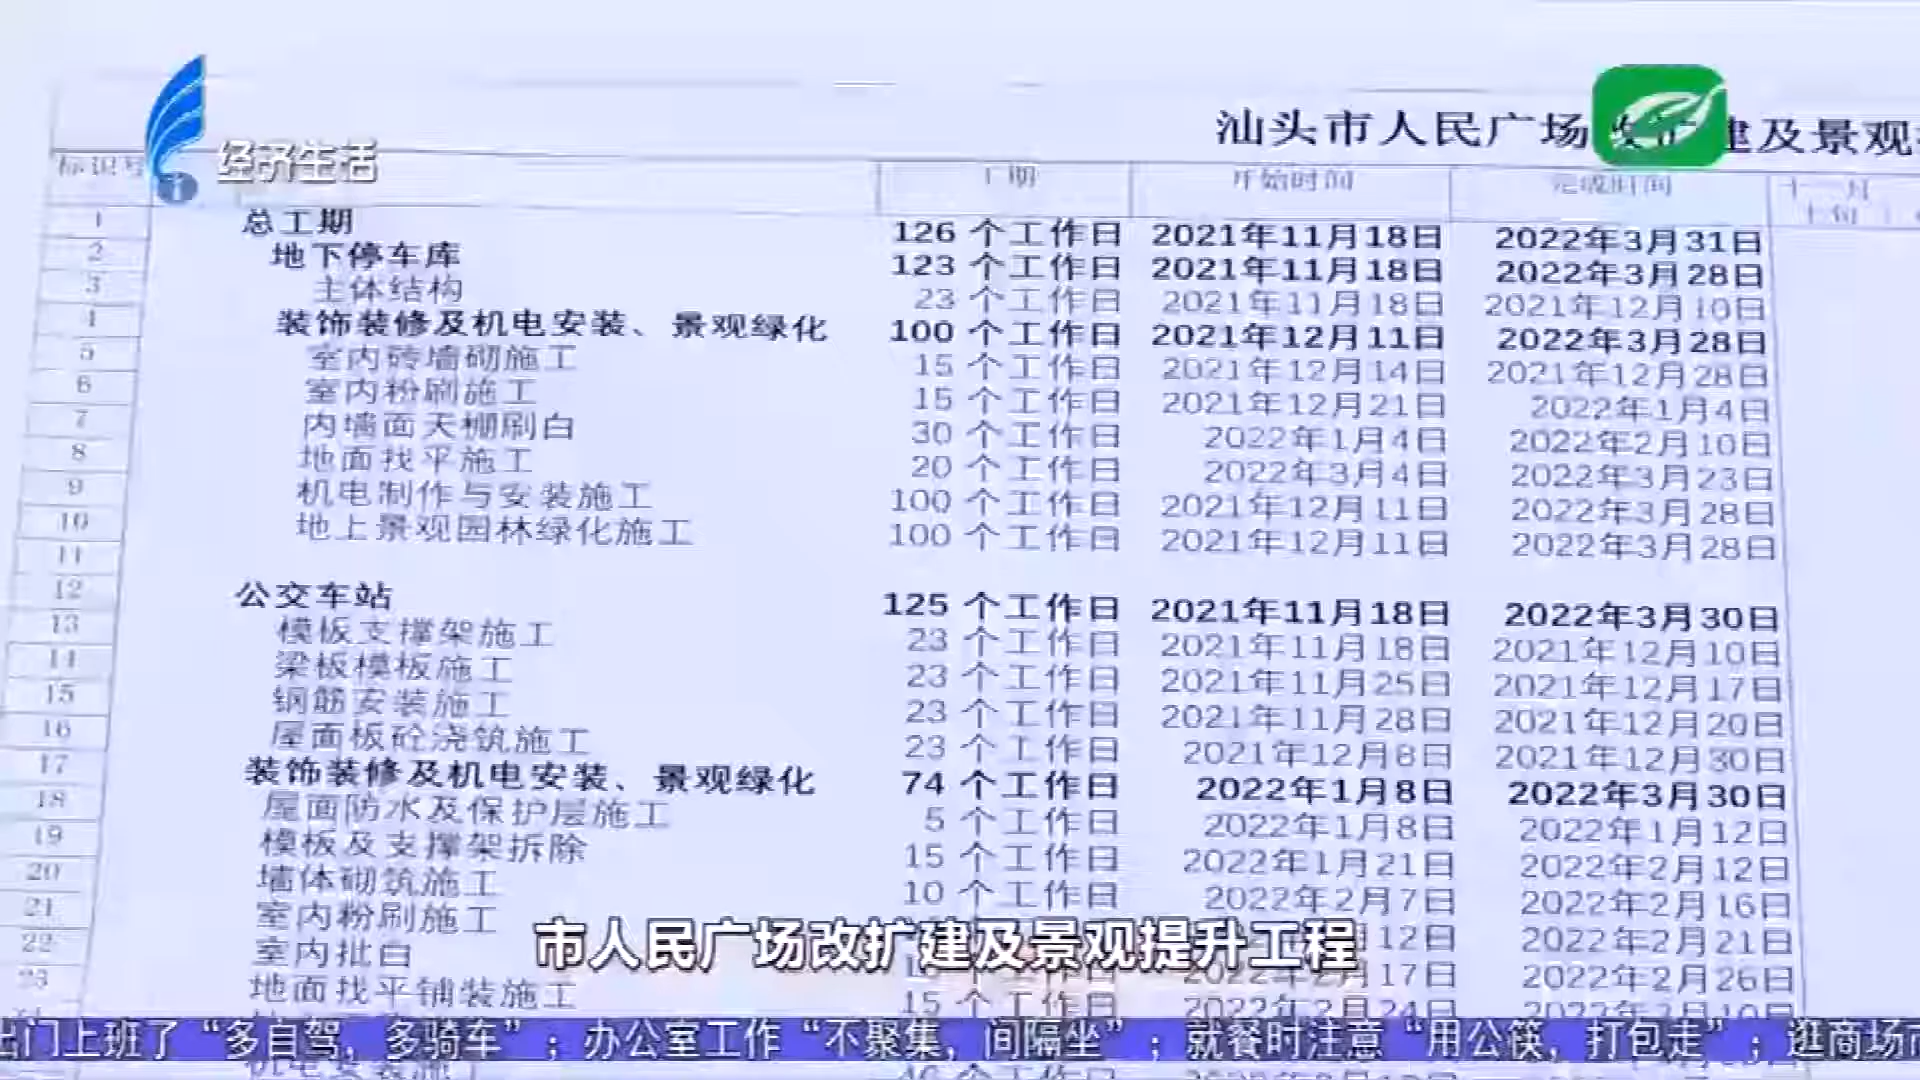 经济生活
汕头市人民广场改扩建及景观
标识号 工期 开始时间 完成时间 十一月
1 总工期 126 个工作日 2021年11月18日 2022年3月31日
2 地下停车库 123 个工作日 2021年11月18日 2022年3月28日
3 主体结构 23 个工作日 2021年11月18日 2021年12月10日
4 装饰装修及机电安装、景观绿化 100 个工作日 2021年12月11日 2022年3月28日
5 室内砖墙砌施工 15 个工作日 2021年12月14日 2021年12月28日
6 室内粉刷施工 15 个工作日 2021年12月21日 2022年1月4日
7 内墙面天棚刷白 30 个工作日 2022年1月4日 2022年2月10日
8 地面找平施工 20 个工作日 2022年3月4日 2022年3月23日
9 机电制作与安装施工 100 个工作日 2021年12月11日 2022年3月28日
10 地上景观园林绿化施工 100 个工作日 2021年12月11日 2022年3月28日
11
12 公交车站 125 个工作日 2021年11月18日 2022年3月30日
13 模板支撑架施工 23 个工作日 2021年11月18日 2021年12月10日
14 梁板模板施工 23 个工作日 2021年11月25日 2021年12月17日
15 钢筋安装施工 23 个工作日 2021年11月28日 2021年12月20日
16 屋面板砼浇筑施工 23 个工作日 2021年12月8日 2021年12月30日
17 装饰装修及机电安装、景观绿化 74 个工作日 2022年1月8日 2022年3月30日
18 屋面防水及保护层施工 5 个工作日 2022年1月8日 2022年1月12日
19 模板及支撑架拆除 15 个工作日 2022年1月21日 2022年2月12日
20 墙体砌筑施工 10 个工作日 2022年2月7日 2022年2月16日
21 室内粉刷施工 12日 2022年2月21日
22 室内批白 月17日 2022年2月26日
23 地面找平铺装施工 15 个工作日 2022年2月24日
市人民广场改扩建及景观提升工程
出门上班了“多自驾，多骑车”；办公室工作“不聚集，间隔坐”；就餐时注意“用公筷，打包走”；逛商场